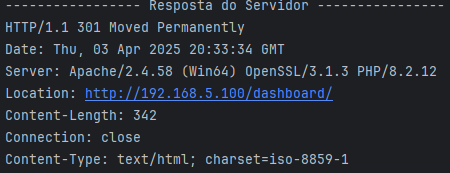 ----------------- Resposta do Servidor ----------------
HTTP/1.1 301 Moved Permanently
Date: Thu, 03 Apr 2025 20:33:34 GMT
Server: Apache/2.4.58 (Win64) OpenSSL/3.1.3 PHP/8.2.12
Location: http://192.168.5.100/dashboard/
Content-Length: 342
Connection: close
Content-Type: text/html; charset=iso-8859-1